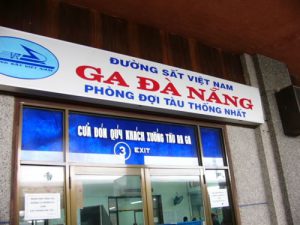 ĐƯỜNG SẮT VIỆT NAM
GA ĐÀ NẴNG
PHÒNG ĐỢI TÀU THỐNG NHẤT
CỬA ĐÓN QUÝ KHÁCH XUỐNG TÀU RA GA
3 EXIT